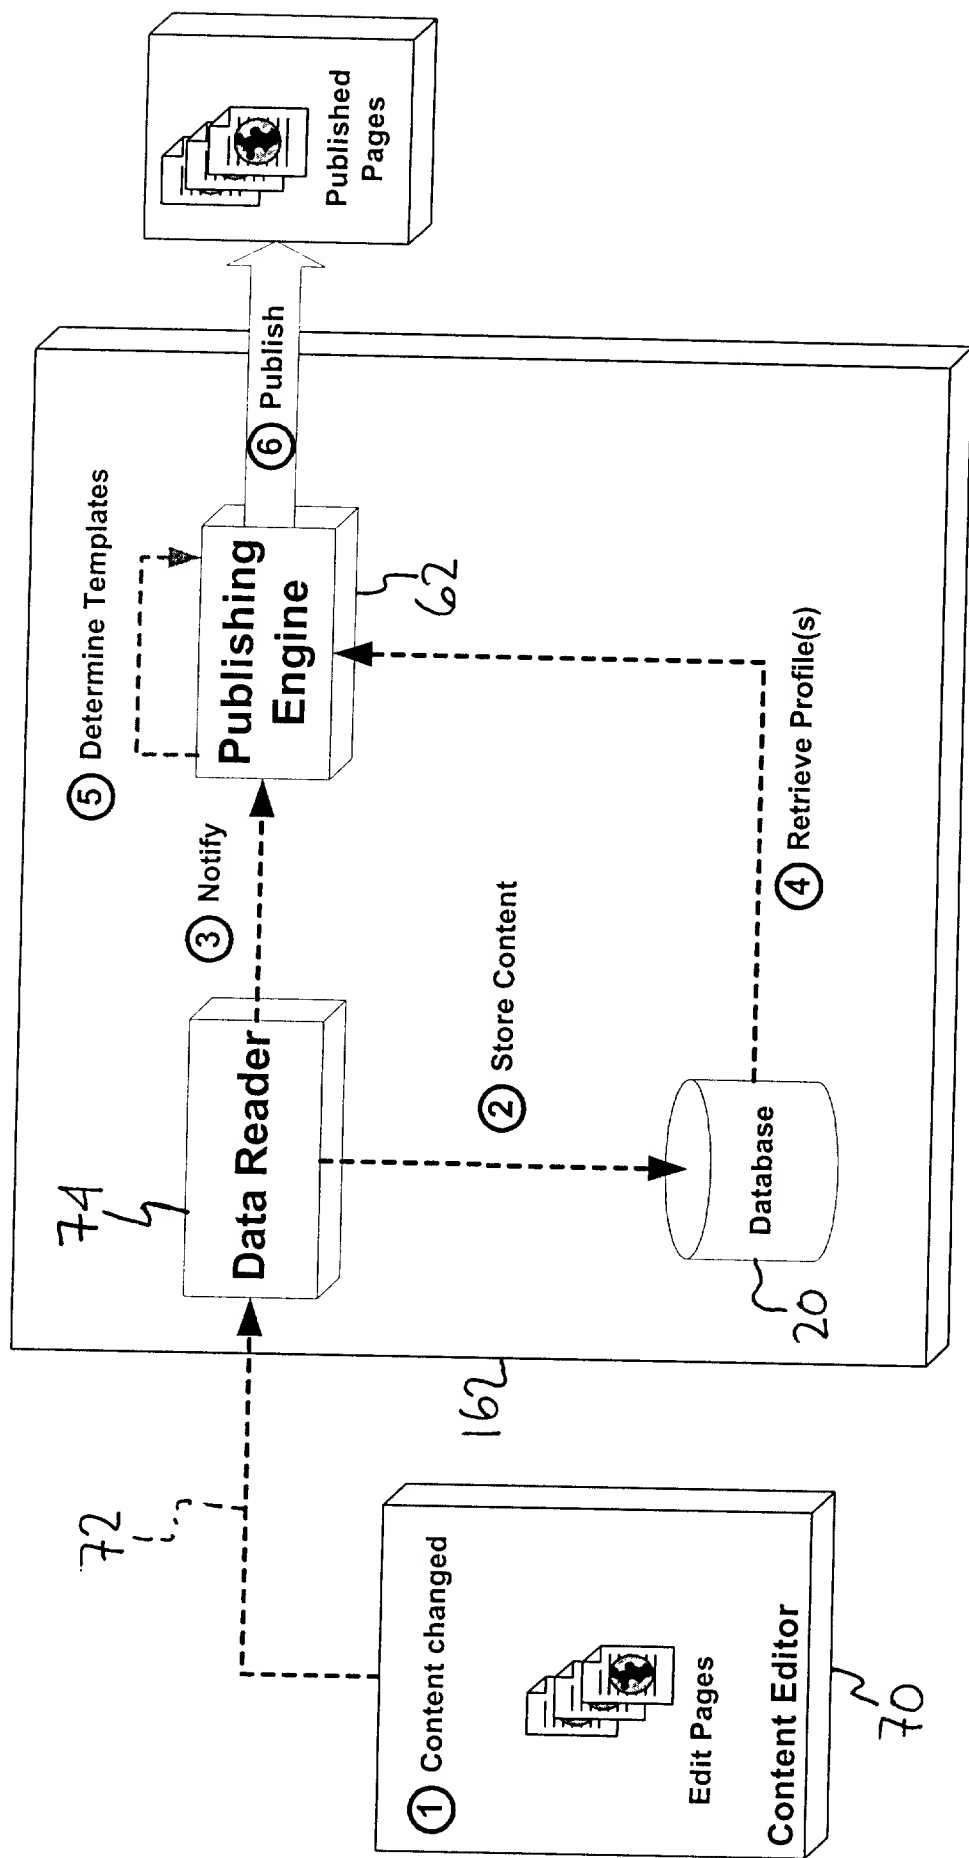 ⑤ Determine Templates
74
③ Notify
Publishing
Engine
⑥ Publish
Published
Pages
72
Data Reader
62
162
② Store Content
① Content changed
Edit Pages
Content Editor
70
Database
20
④ Retrieve Profile(s)